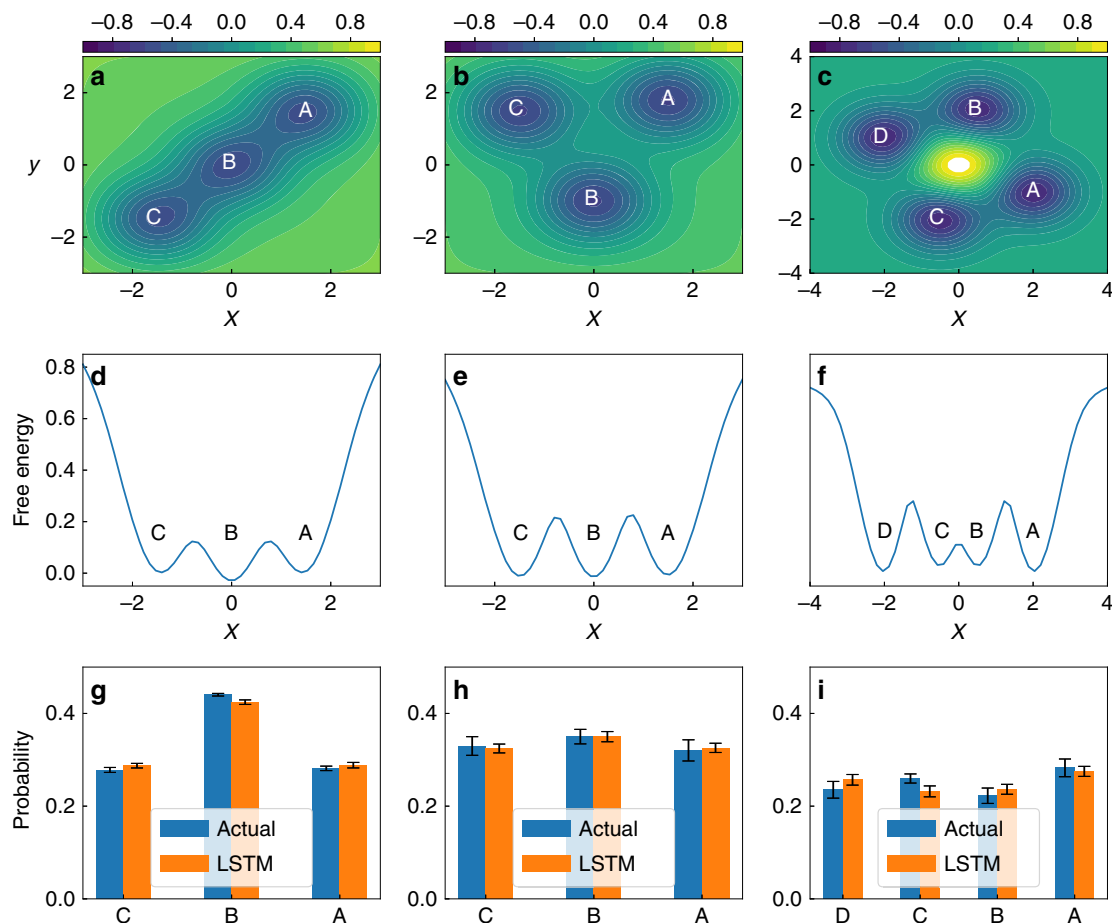 −0.8 −0.4 0.0 0.4 0.8
−0.8 −0.4 0.0 0.4 0.8
−0.8 −0.4 0.0 0.4 0.8
a
2
0
−2
y
A
B
C
−2 0 2
X
b
2
0
−2
C
A
B
−2 0 2
X
c
4
2
0
−2
−4
B
D
A
C
−4 −2 0 2 4
X
d
0.8
0.6
0.4
0.2
0.0
Free energy
C B A
−2 0 2
X
e
C B A
−2 0 2
X
f
D C B A
−4 −2 0 2 4
X
g
0.4
0.2
0.0
Probability
Actual
LSTM
C B A
h
0.4
0.2
0.0
Actual
LSTM
C B A
i
0.4
0.2
0.0
Actual
LSTM
D C B A